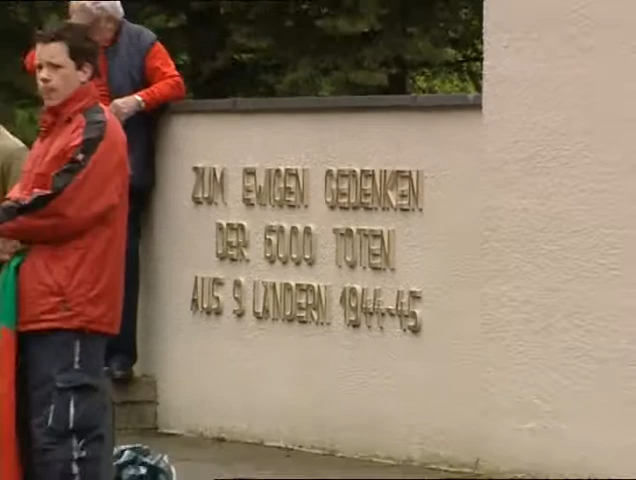 ZUM EWIGEN GEDENKEN
DER 6000 TOTEN
AUS 9 LÄNDERN 1944-45